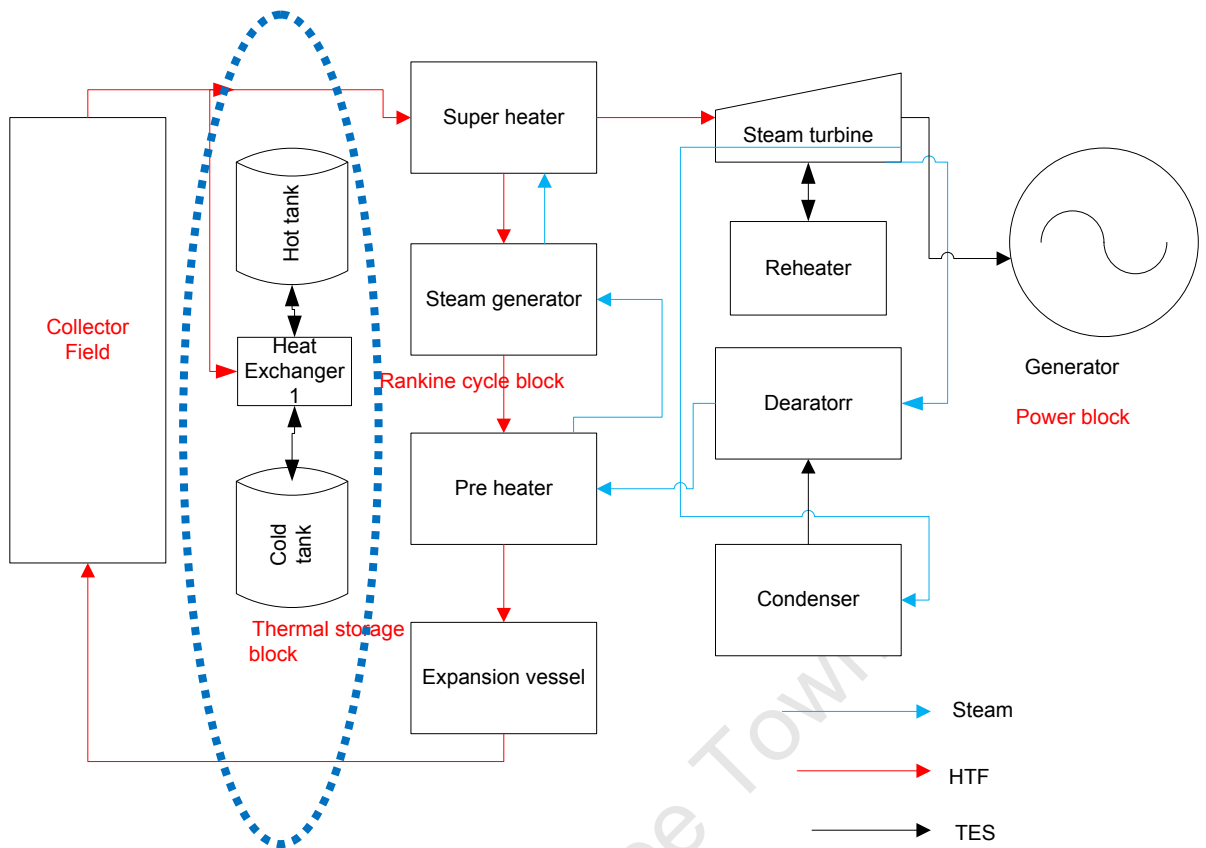 Super heater
Steam turbine
Hot tank
Reheater
Steam generator
Collector
Field
Heat
Exchanger
1
Generator
Rankine cycle block
Dearatorr
Power block
Pre heater
Cold
tank
Condenser
Thermal storage
block
Expansion vessel
Steam
HTF
TES